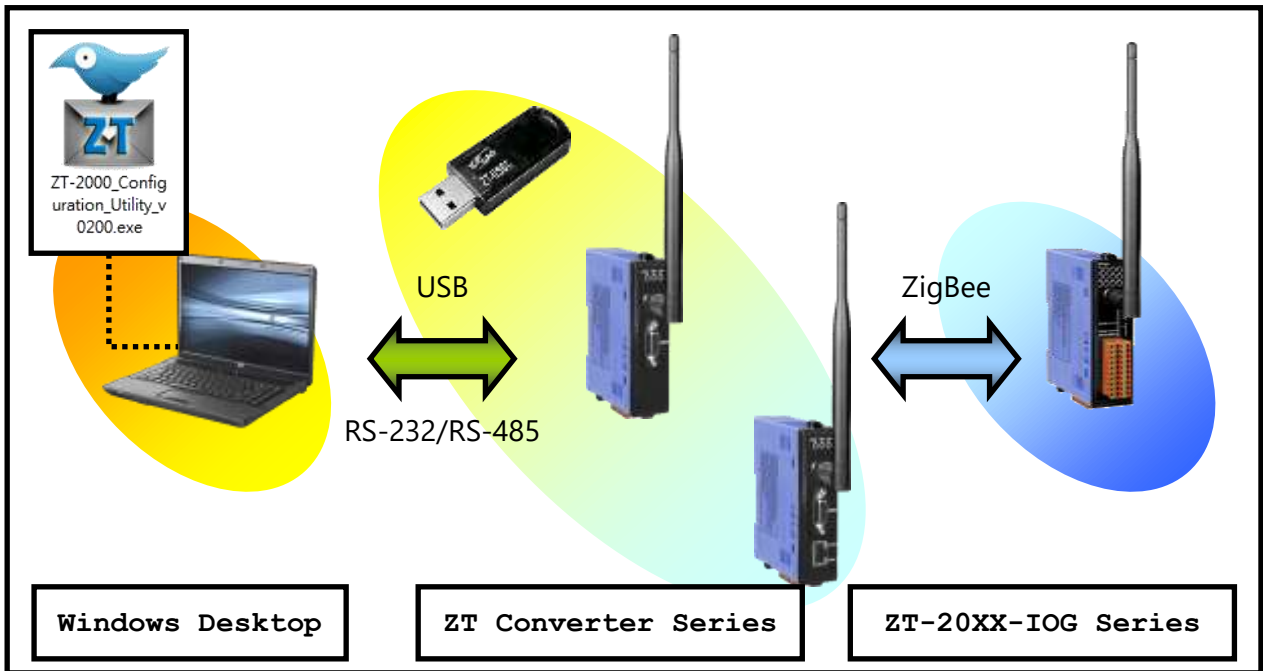 ZT
ZT-2000_Config
uration_Utility_v
0200.exe
USB
ZigBee
RS-232/RS-485
Windows Desktop
ZT Converter Series
ZT-20XX-IOG Series